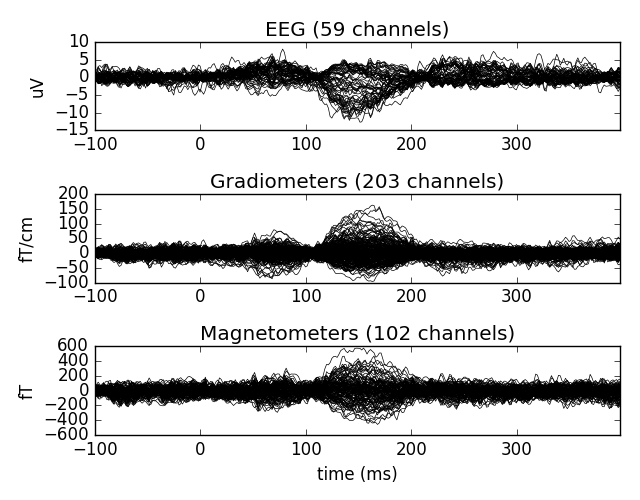 EEG (59 channels)
10
5
0
−5
−10
−15
uV
−100 0 100 200 300
Gradiometers (203 channels)
200
150
100
50
0
−50
−100
fT/cm
−100 0 100 200 300
Magnetometers (102 channels)
600
400
200
0
−200
−400
−600
fT
−100 0 100 200 300
time (ms)